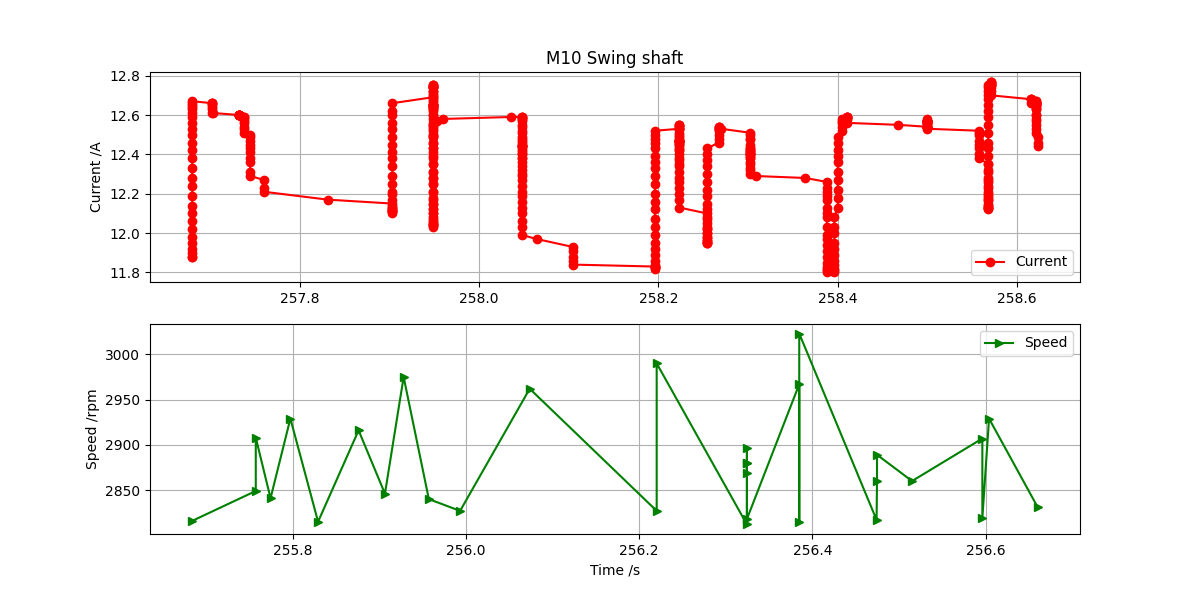 M10 Swing shaft
12.8
12.6
12.4
12.2
12.0
11.8
Current /A
Current
257.8 258.0 258.2 258.4 258.6
3000
2950
2900
2850
Speed /rpm
Speed
255.8 256.0 256.2 256.4 256.6
Time /s